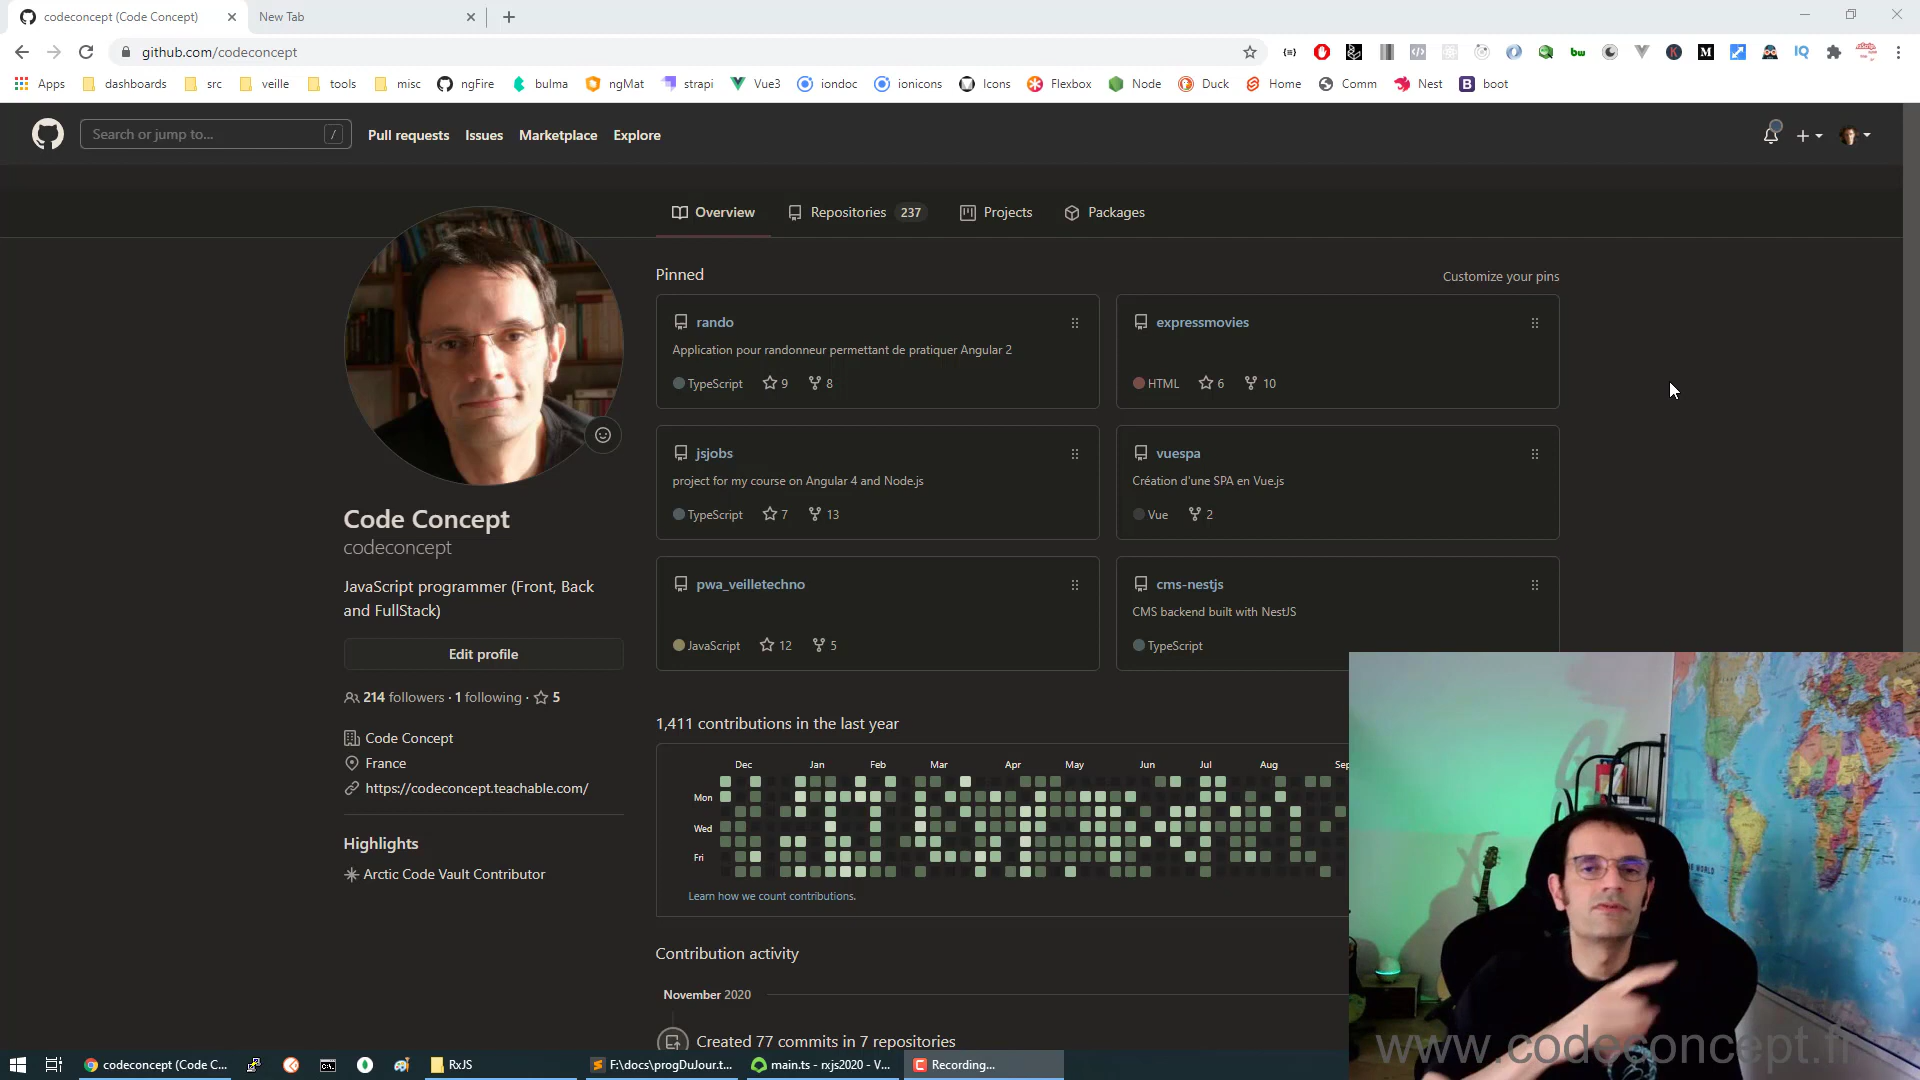 codeconcept (Code Concept)
New Tab
github.com/codeconcept
Apps
dashboards
src
veille
tools
misc
ngFire
bulma
ngMat
strapi
Vue3
iondoc
ionicons
Icons
Flexbox
Node
Duck
Home
Comm
Nest
boot
Search or jump to...
/
Pull requests
Issues
Marketplace
Explore
Overview
Repositories 237
Projects
Packages
Pinned
Customize your pins
rando
Application pour randonneur permettant de pratiquer Angular 2
TypeScript 9 8
expressmovies
HTML 6 10
jsjobs
project for my course on Angular 4 and Node.js
TypeScript 7 13
vuespa
Création d'une SPA en Vue.js
Vue 2
pwa_veilletechno
JavaScript 12 5
cms-nestjs
CMS backend built with NestJS
TypeScript
Code Concept
codeconcept
JavaScript programmer (Front, Back
and FullStack)
Edit profile
214 followers · 1 following · 5
Code Concept
France
https://codeconcept.teachable.com/
Highlights
Arctic Code Vault Contributor
1,411 contributions in the last year
Dec Jan Feb Mar Apr May Jun Jul Aug Sep
Mon
Wed
Fri
Learn how we count contributions.
Contribution activity
November 2020
Created 77 commits in 7 repositories
www.codeconcept.fr
codeconcept (Code C...
RxJS
F:\docs\progDuJour.t...
main.ts - rxjs2020 - V...
Recording...